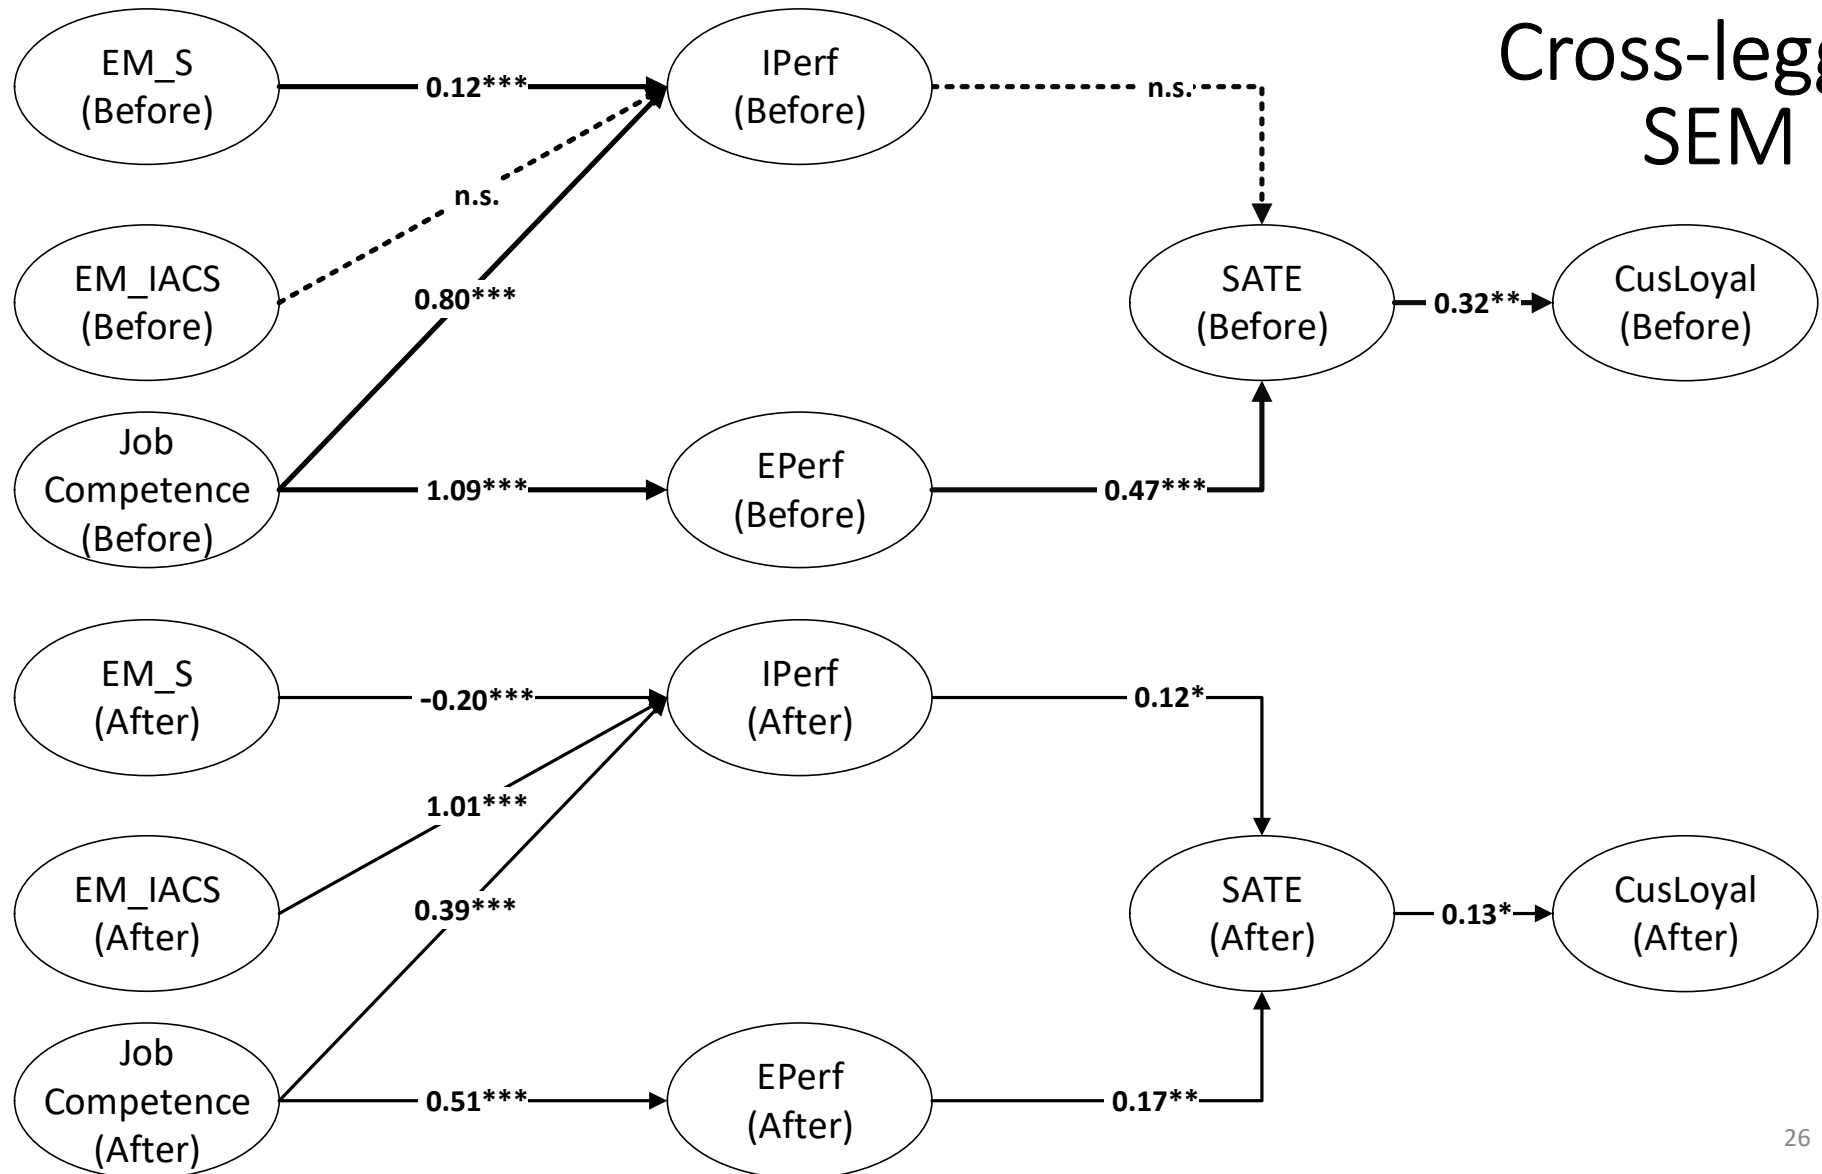 Cross-legg
SEM
EM_S
(Before)
0.12***
IPerf
(Before)
n.s.
n.s.
EM_IACS
(Before)
0.80***
SATE
(Before)
0.32**
CusLoyal
(Before)
Job
Competence
(Before)
1.09***
EPerf
(Before)
0.47***
EM_S
(After)
-0.20***
IPerf
(After)
0.12*
1.01***
EM_IACS
(After)
0.39***
SATE
(After)
0.13*
CusLoyal
(After)
Job
Competence
(After)
0.51***
EPerf
(After)
0.17**
26